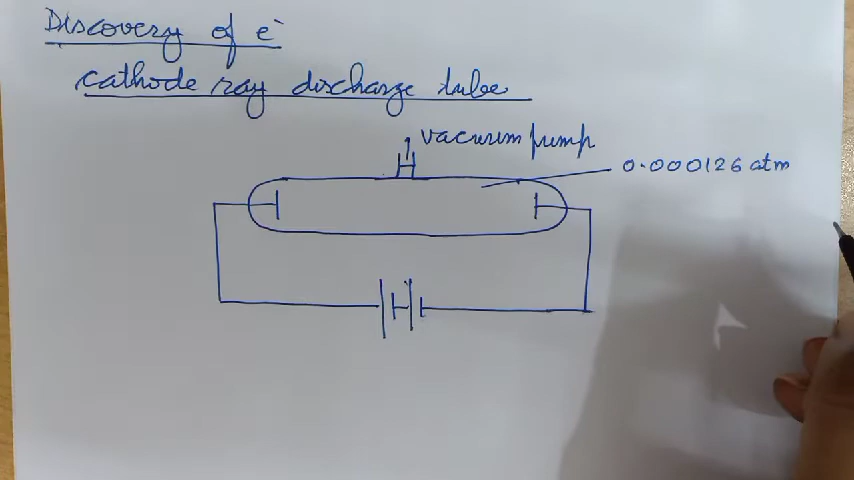 Discovery of e⁻
cathode ray discharge tube
vacuum pump
0.000126 atm